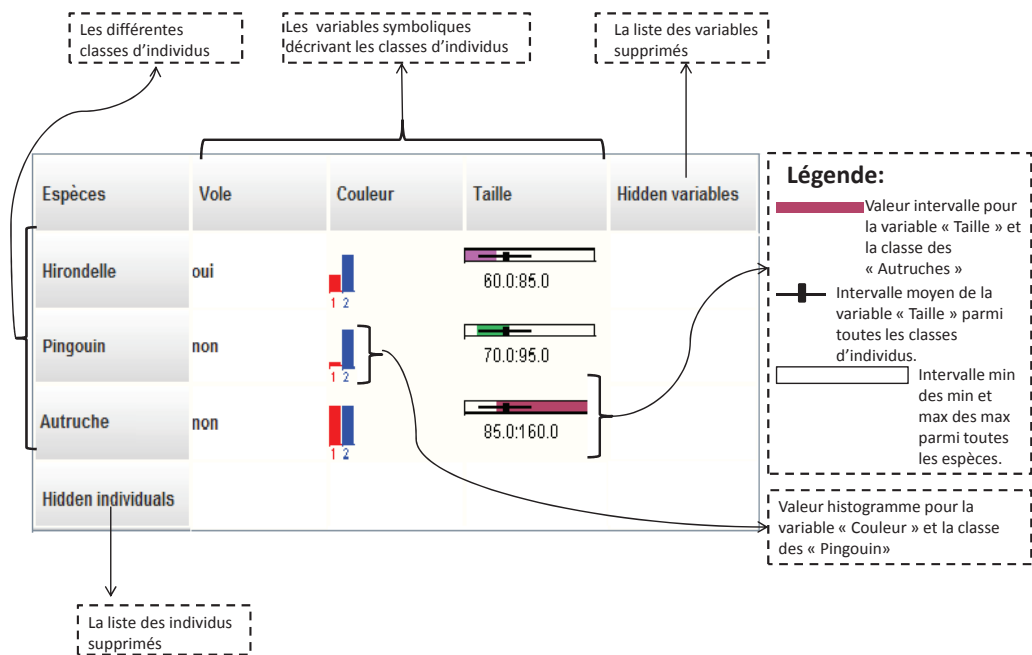 Les différentes
classes d'individus
Les variables symboliques
décrivant les classes d'individus
La liste des variables
supprimés
Espèces
Vole
Couleur
Taille
Hidden variables
Hirondelle
oui
1 2
60.0:85.0
Pingouin
non
1 2
70.0:95.0
Autruche
non
1 2
85.0:160.0
Hidden individuals
Légende:
Valeur intervalle pour
la variable « Taille » et
la classe des
« Autruches »
Intervalle moyen de la
variable « Taille » parmi
toutes les classes
d'individus.
Intervalle min
des min et
max des max
parmi toutes
les espèces.
Valeur histogramme pour la
variable « Couleur » et la classe
des « Pingouin»
La liste des individus
supprimés